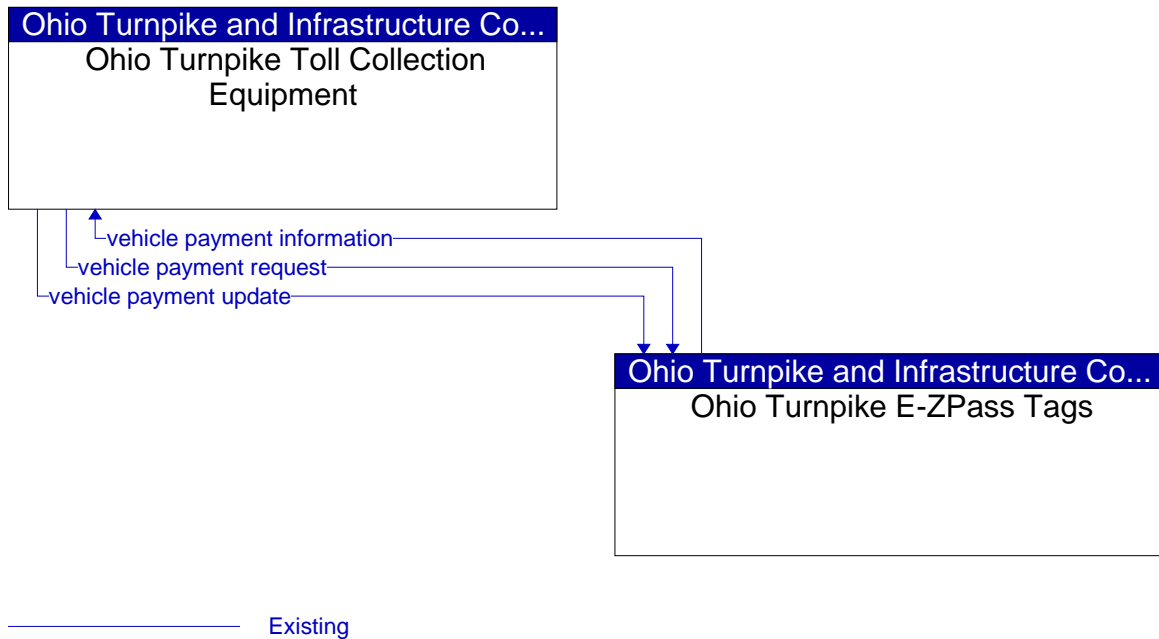 Ohio Turnpike and Infrastructure Co...
Ohio Turnpike Toll Collection
Equipment
vehicle payment information
vehicle payment request
vehicle payment update
Ohio Turnpike and Infrastructure Co...
Ohio Turnpike E-ZPass Tags
Existing